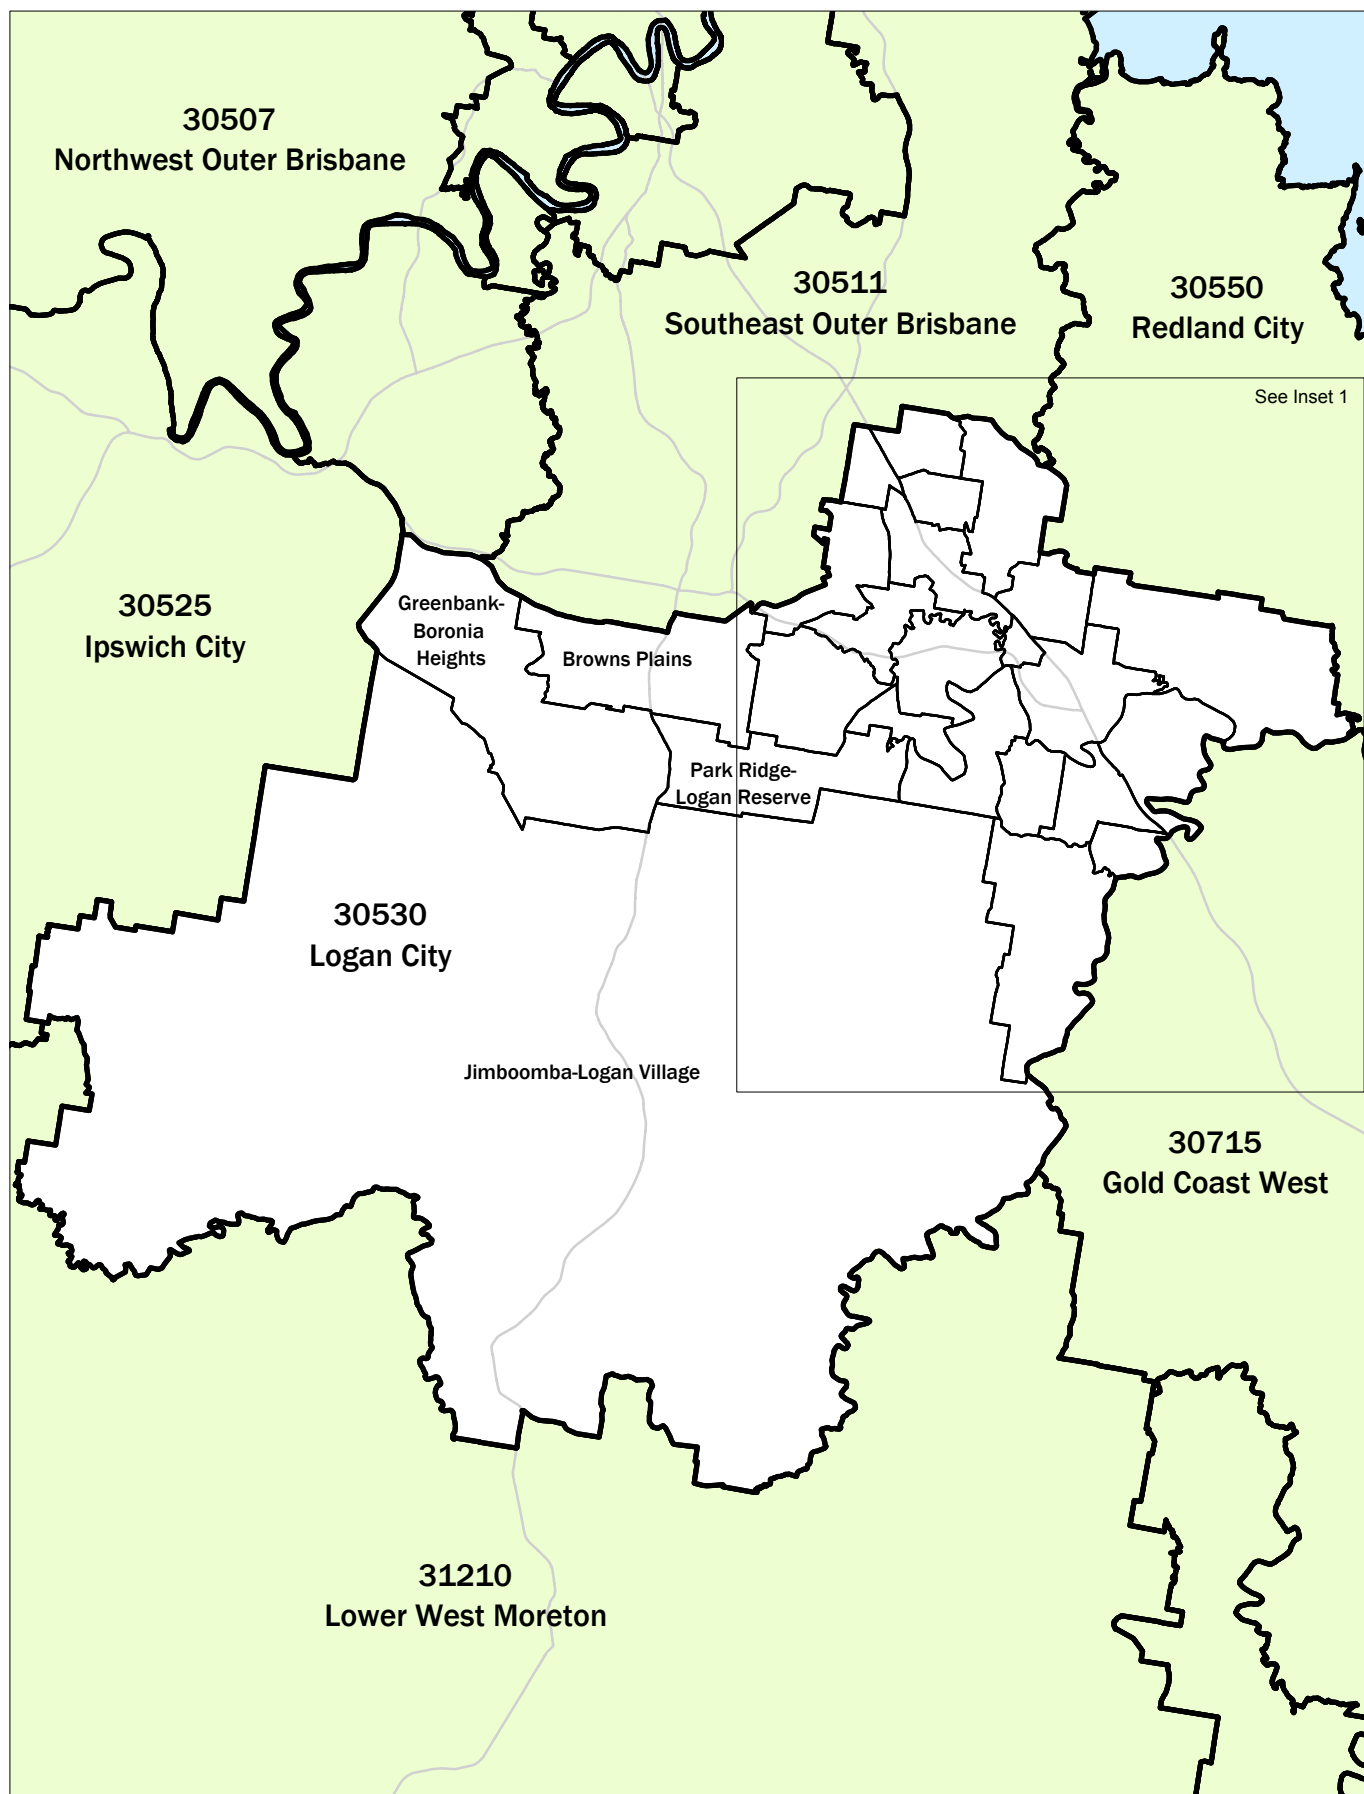 30507
Northwest Outer Brisbane
30511
Southeast Outer Brisbane
30550
Redland City
See Inset 1
30525
Ipswich City
Greenbank-
Boronia
Heights
Browns Plains
Park Ridge-
Logan Reserve
30530
Logan City
Jimboomba-Logan Village
30715
Gold Coast West
31210
Lower West Moreton